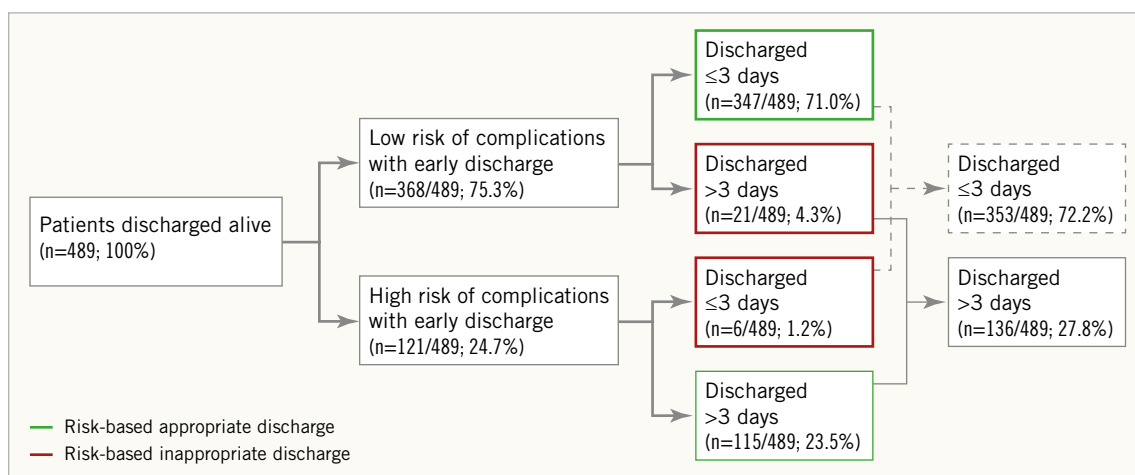 Patients discharged alive
(n=489; 100%)
Low risk of complications
with early discharge
(n=368/489; 75.3%)
High risk of complications
with early discharge
(n=121/489; 24.7%)
Discharged
≤3 days
(n=347/489; 71.0%)
Discharged
>3 days
(n=21/489; 4.3%)
Discharged
≤3 days
(n=6/489; 1.2%)
Discharged
>3 days
(n=115/489; 23.5%)
Discharged
≤3 days
(n=353/489; 72.2%)
Discharged
>3 days
(n=136/489; 27.8%)
Risk-based appropriate discharge
Risk-based inappropriate discharge